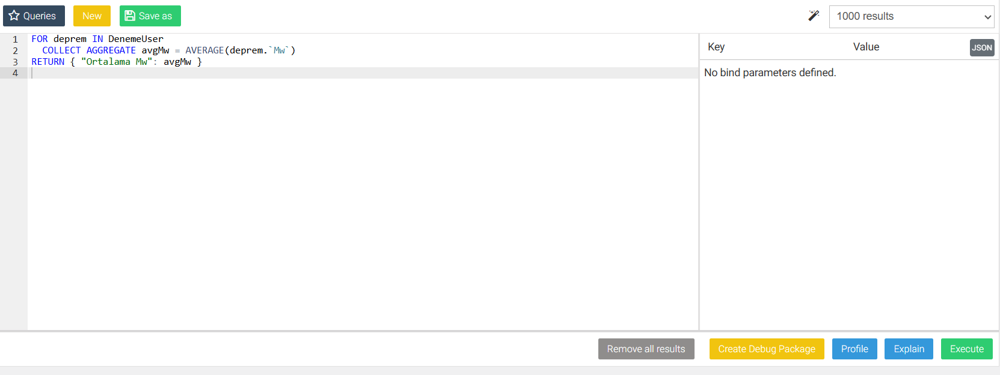 Queries New Save as 1000 results
1 FOR deprem IN DenemeUser
2 COLLECT AGGREGATE avgMw = AVERAGE(deprem.`Mw`)
3 RETURN { "Ortalama Mw": avgMw }
4
Key Value JSON
No bind parameters defined.
Remove all results Create Debug Package Profile Explain Execute